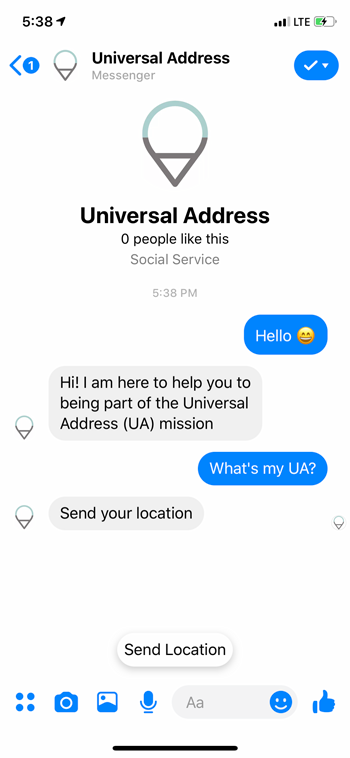 5:38
LTE
1
Universal Address
Messenger
Universal Address
0 people like this
Social Service
5:38 PM
Hello 😄
Hi! I am here to help you to
being part of the Universal
Address (UA) mission
What's my UA?
Send your location
Send Location
Aa